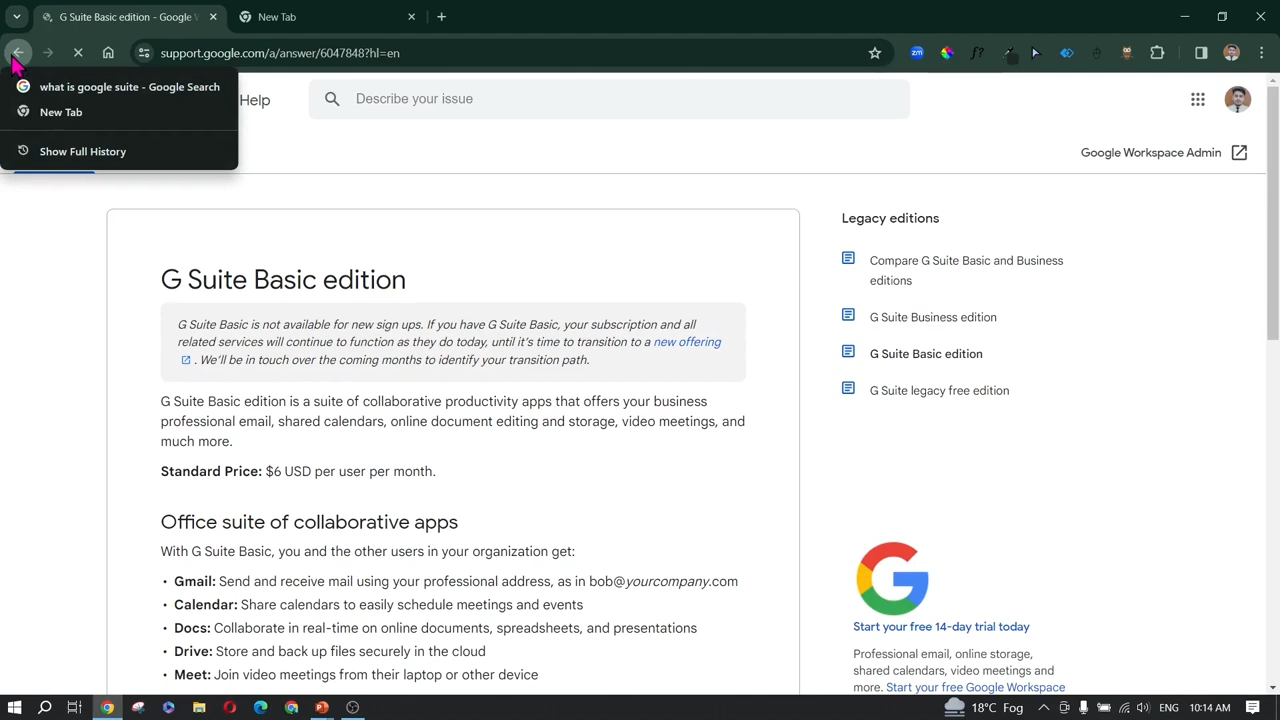 G Suite Basic edition - Google W
New Tab
support.google.com/a/answer/6047848?hl=en
what is google suite - Google Search
New Tab
Show Full History
Help
Describe your issue
Google Workspace Admin
G Suite Basic edition
G Suite Basic is not available for new sign ups. If you have G Suite Basic, your subscription and all
related services will continue to function as they do today, until it's time to transition to a new offering
. We'll be in touch over the coming months to identify your transition path.
G Suite Basic edition is a suite of collaborative productivity apps that offers your business
professional email, shared calendars, online document editing and storage, video meetings, and
much more.
Standard Price: $6 USD per user per month.
Office suite of collaborative apps
With G Suite Basic, you and the other users in your organization get:
• Gmail: Send and receive mail using your professional address, as in bob@yourcompany.com
• Calendar: Share calendars to easily schedule meetings and events
• Docs: Collaborate in real-time on online documents, spreadsheets, and presentations
• Drive: Store and back up files securely in the cloud
• Meet: Join video meetings from their laptop or other device
Legacy editions
Compare G Suite Basic and Business
editions
G Suite Business edition
G Suite Basic edition
G Suite legacy free edition
Start your free 14-day trial today
Professional email, online storage,
shared calendars, video meetings and
more. Start your free Google Workspace
18°C Fog
ENG
10:14 AM